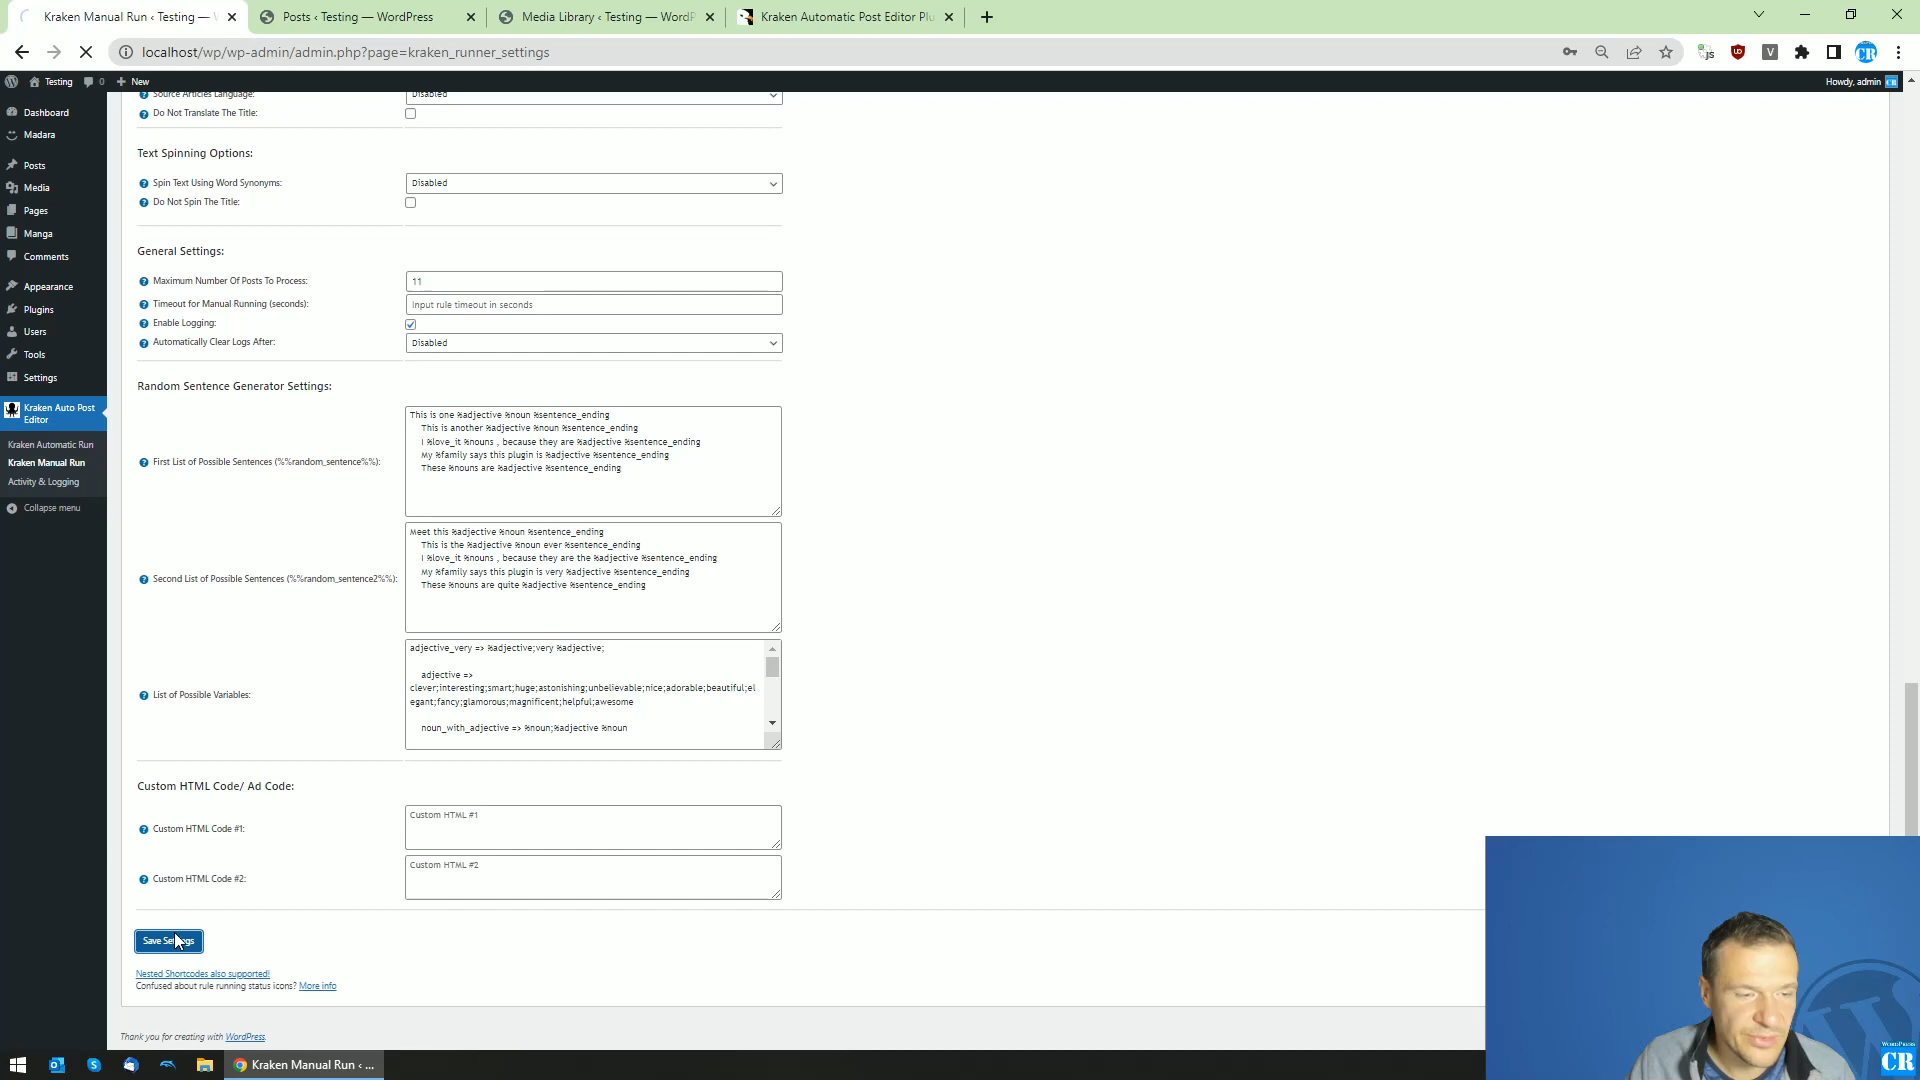 Kraken Manual Run ‹ Testing —
Posts ‹ Testing — WordPress
Media Library ‹ Testing — WordP
Kraken Automatic Post Editor Plu
localhost/wp/wp-admin/admin.php?page=kraken_runner_settings
Testing
0
New
Howdy, admin
Dashboard
Madara
Posts
Media
Pages
Manga
Comments
Appearance
Plugins
Users
Tools
Settings
Kraken Auto Post
Editor
Kraken Automatic Run
Kraken Manual Run
Activity & Logging
Collapse menu
Source Articles Language:
Disabled
Do Not Translate The Title:
Text Spinning Options:
Spin Text Using Word Synonyms:
Disabled
Do Not Spin The Title:
General Settings:
Maximum Number Of Posts To Process:
11
Timeout for Manual Running (seconds):
Input rule timeout in seconds
Enable Logging:
Automatically Clear Logs After:
Disabled
Random Sentence Generator Settings:
First List of Possible Sentences (%%random_sentence%%):
This is one %adjective %noun %sentence_ending
This is another %adjective %noun %sentence_ending
I %love_it %nouns , because they are %adjective %sentence_ending
My %family says this plugin is %adjective %sentence_ending
These %nouns are %adjective %sentence_ending
Second List of Possible Sentences (%%random_sentence2%%):
Meet this %adjective %noun %sentence_ending
This is the %adjective %noun ever %sentence_ending
I %love_it %nouns , because they are the %adjective %sentence_ending
My %family says this plugin is very %adjective %sentence_ending
These %nouns are quite %adjective %sentence_ending
List of Possible Variables:
adjective_very => %adjective;very %adjective;
adjective =>
clever;interesting;smart;huge;astonishing;unbelievable;nice;adorable;beautiful;el
egant;fancy;glamorous;magnificent;helpful;awesome
noun_with_adjective => %noun;%adjective %noun
Custom HTML Code/ Ad Code:
Custom HTML Code #1:
Custom HTML #1
Custom HTML Code #2:
Custom HTML #2
Save Settings
Nested Shortcodes also supported!
Confused about rule running status icons? More info
Thank you for creating with WordPress.
Kraken Manual Run ‹ ...
WORDPRESS
CR